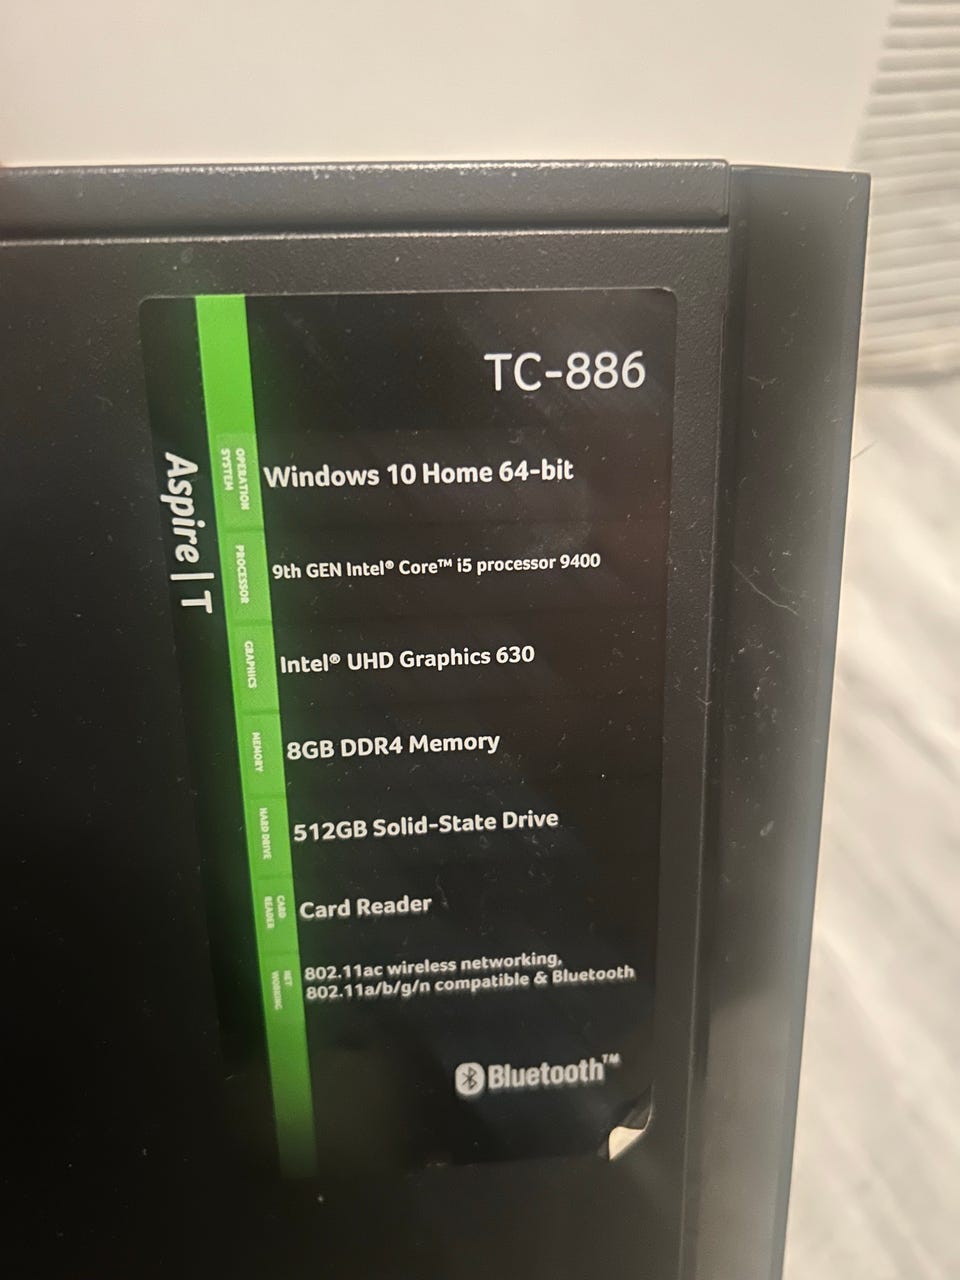 TC-886
Aspire | T
OPERATION
SYSTEM
Windows 10 Home 64-bit
PROCESSOR
9th GEN Intel® Core™ i5 processor 9400
GRAPHICS
Intel® UHD Graphics 630
MEMORY
8GB DDR4 Memory
HARD DRIVE
512GB Solid-State Drive
CARD
READER
Card Reader
NET
WORKING
802.11ac wireless networking,
802.11a/b/g/n compatible & Bluetooth
Bluetooth™